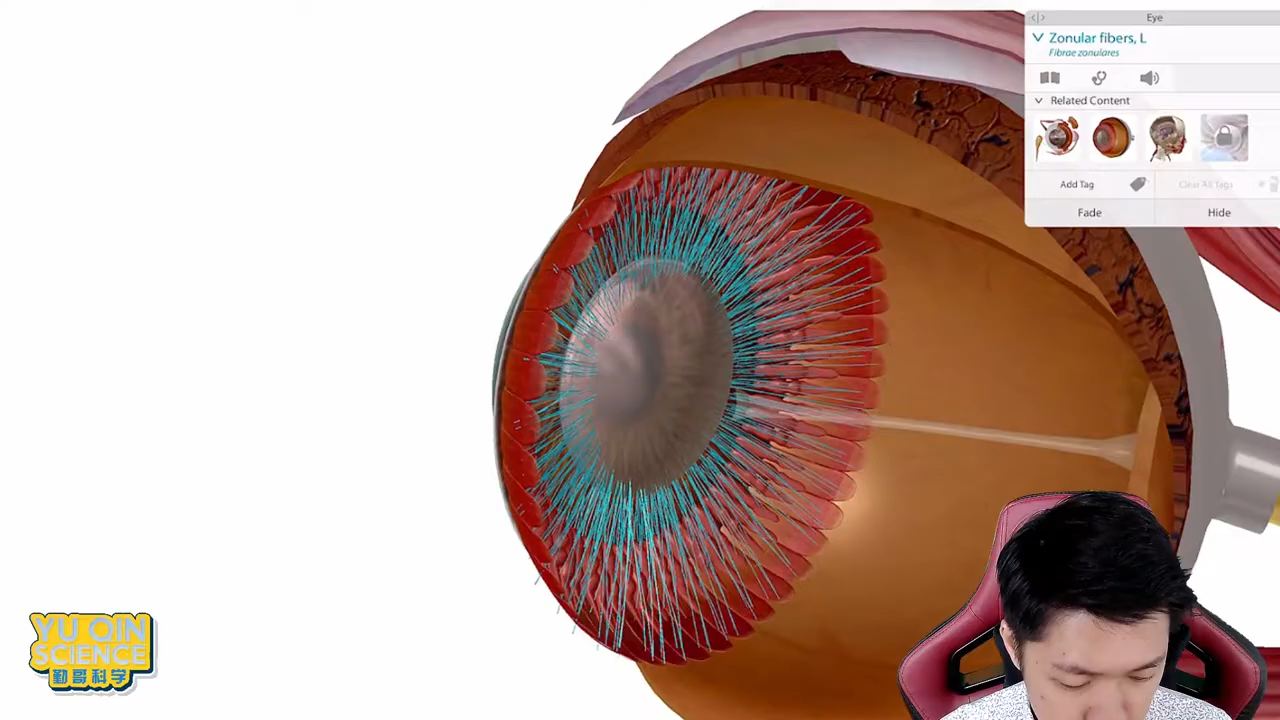 Eye
Zonular fibers, L
Fibrae zonulares
Related Content
Add Tag
Clear All Tags
Fade
Hide
YU QIN
SCIENCE
勤哥科学